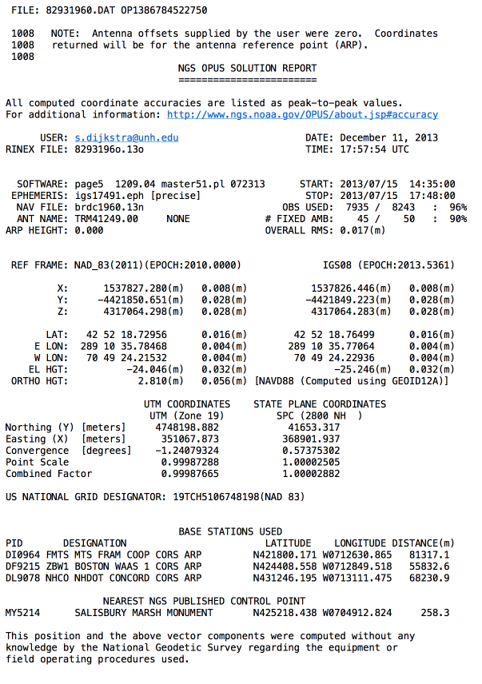 FILE: 82931960.DAT OP1386784522750
1008   NOTE:  Antenna offsets supplied by the user were zero.  Coordinates
1008   returned will be for the antenna reference point (ARP).
1008
NGS OPUS SOLUTION REPORT
========================
All computed coordinate accuracies are listed as peak-to-peak values.
For additional information: http://www.ngs.noaa.gov/OPUS/about.jsp#accuracy
USER: s.dijkstra@unh.edu                    DATE: December 11, 2013
RINEX FILE: 8293196o.13o                    TIME: 17:57:54 UTC
SOFTWARE: page5  1209.04 master51.pl 072313      START: 2013/07/15  14:35:00
EPHEMERIS: igs17491.eph [precise]                 STOP: 2013/07/15  17:48:00
NAV FILE: brdc1960.13n                        OBS USED:  7935 /  8243   :  96%
ANT NAME: TRM41249.00     NONE             # FIXED AMB:    45 /    50   :  90%
ARP HEIGHT: 0.000                          OVERALL RMS: 0.017(m)
REF FRAME: NAD_83(2011)(EPOCH:2010.0000)              IGS08 (EPOCH:2013.5361)
X:      1537827.280(m)   0.008(m)           1537826.446(m)   0.008(m)
Y:     -4421850.651(m)   0.028(m)          -4421849.223(m)   0.028(m)
Z:      4317064.298(m)   0.028(m)           4317064.283(m)   0.028(m)
LAT:   42 52 18.72956      0.016(m)        42 52 18.76499      0.016(m)
E LON:  289 10 35.78468      0.004(m)       289 10 35.77064      0.004(m)
W LON:   70 49 24.21532      0.004(m)        70 49 24.22936      0.004(m)
EL HGT:          -24.046(m)   0.032(m)               -25.246(m)   0.032(m)
ORTHO HGT:            2.810(m)   0.056(m) [NAVD88 (Computed using GEOID12A)]
UTM COORDINATES    STATE PLANE COORDINATES
UTM (Zone 19)         SPC (2800 NH  )
Northing (Y) [meters]     4748198.882            41653.317
Easting (X)  [meters]      351067.873           368901.937
Convergence  [degrees]    -1.24079324           0.57375302
Point Scale                0.99987288           1.00002505
Combined Factor            0.99987665           1.00002882
US NATIONAL GRID DESIGNATOR: 19TCH5106748198(NAD 83)
BASE STATIONS USED
PID       DESIGNATION                        LATITUDE    LONGITUDE DISTANCE(m)
DI0964 FMTS MTS FRAM COOP CORS ARP         N421800.171 W0712630.865   81317.1
DF9215 ZBW1 BOSTON WAAS 1 CORS ARP         N424408.558 W0712849.518   55832.6
DL9078 NHCO NHDOT CONCORD CORS ARP         N431246.195 W0713111.475   68230.9
NEAREST NGS PUBLISHED CONTROL POINT
MY5214      SALISBURY MARSH MONUMENT       N425218.438 W0704912.824     258.3
This position and the above vector components were computed without any
knowledge by the National Geodetic Survey regarding the equipment or
field operating procedures used.